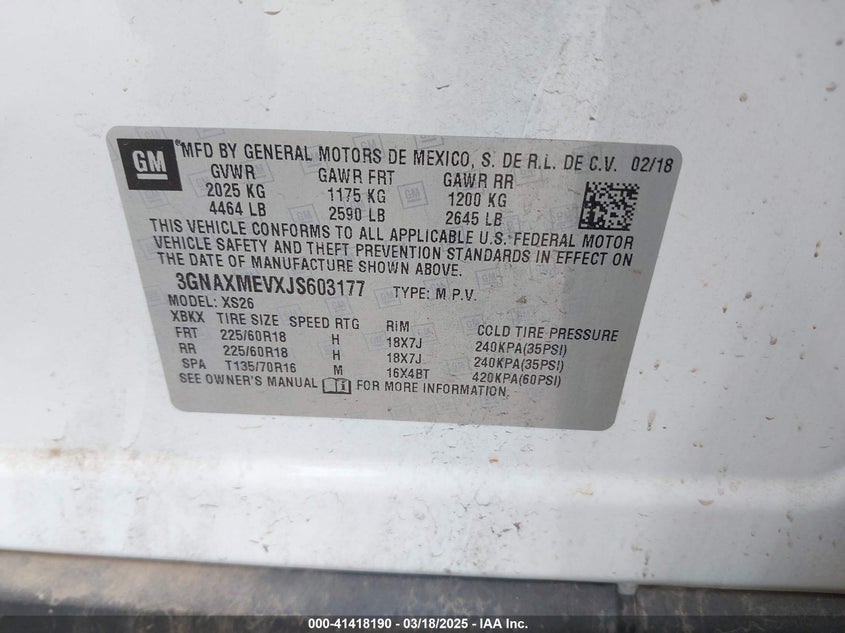 GM ® MFD BY GENERAL MOTORS DE MEXICO, S. DE R.L. DE C.V. 02/18
GVWR GAWR FRT GAWR RR
2025 KG 1175 KG 1200 KG
4464 LB 2590 LB 2645 LB
THIS VEHICLE CONFORMS TO ALL APPLICABLE U.S. FEDERAL MOTOR
VEHICLE SAFETY AND THEFT PREVENTION STANDARDS IN EFFECT ON
THE DATE OF MANUFACTURE SHOWN ABOVE.
3GNAXMEVXJS603177 TYPE: M.P.V.
MODEL: XS26
XBKX TIRE SIZE SPEED RTG RIM COLD TIRE PRESSURE
FRT 225/60R18 H 18X7J 240KPA(35PSI)
RR 225/60R18 H 18X7J 240KPA(35PSI)
SPA T135/70R16 M 16X4BT 420KPA(60PSI)
SEE OWNER'S MANUAL FOR MORE INFORMATION.
000-41418190 — 03/18/2025 — IAA Inc.